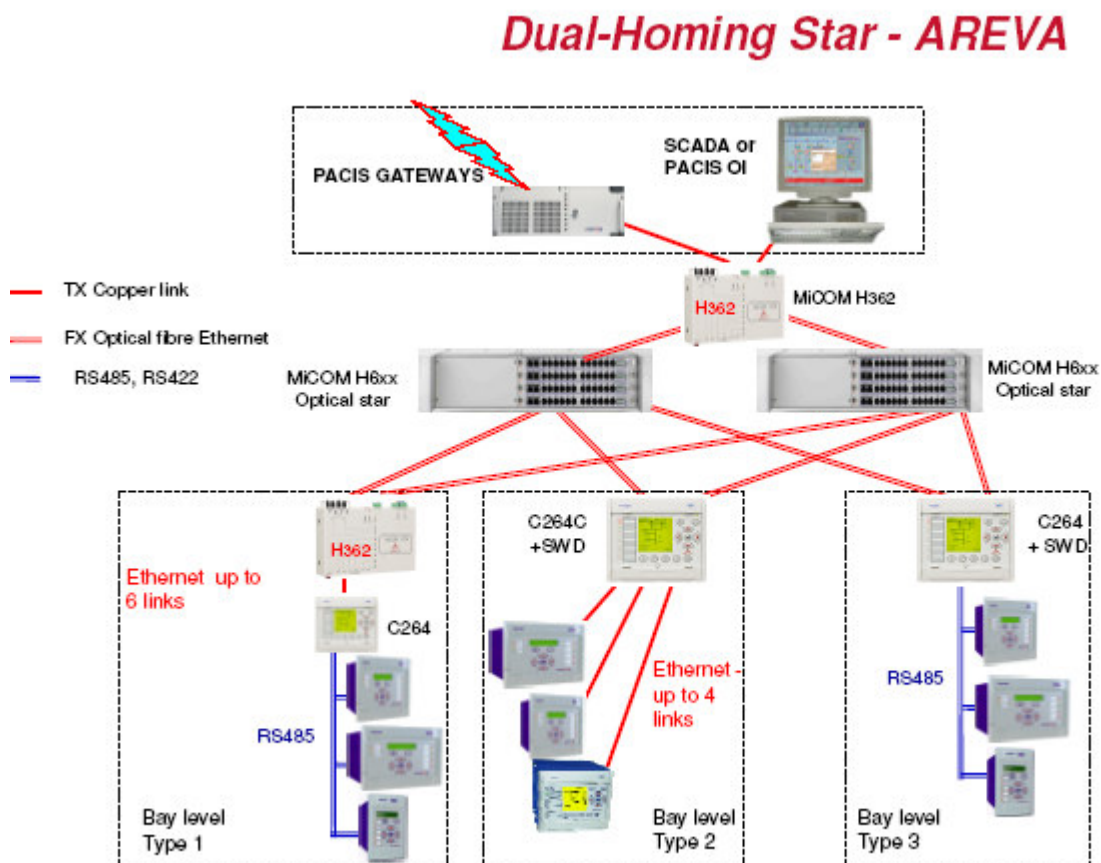 Dual-Homing Star - AREVA
PACIS GATEWAYS
SCADA or
PACIS OI
TX Copper link
FX Optical fibre Ethernet
RS485, RS422
H362
MiCOM H362
MiCOM H6xx
Optical star
MiCOM H6xx
Optical star
H362
Ethernet up to
6 links
C264
RS485
Bay level
Type 1
C264C
+SWD
Ethernet -
up to 4
links
Bay level
Type 2
C264
+ SWD
RS485
Bay level
Type 3